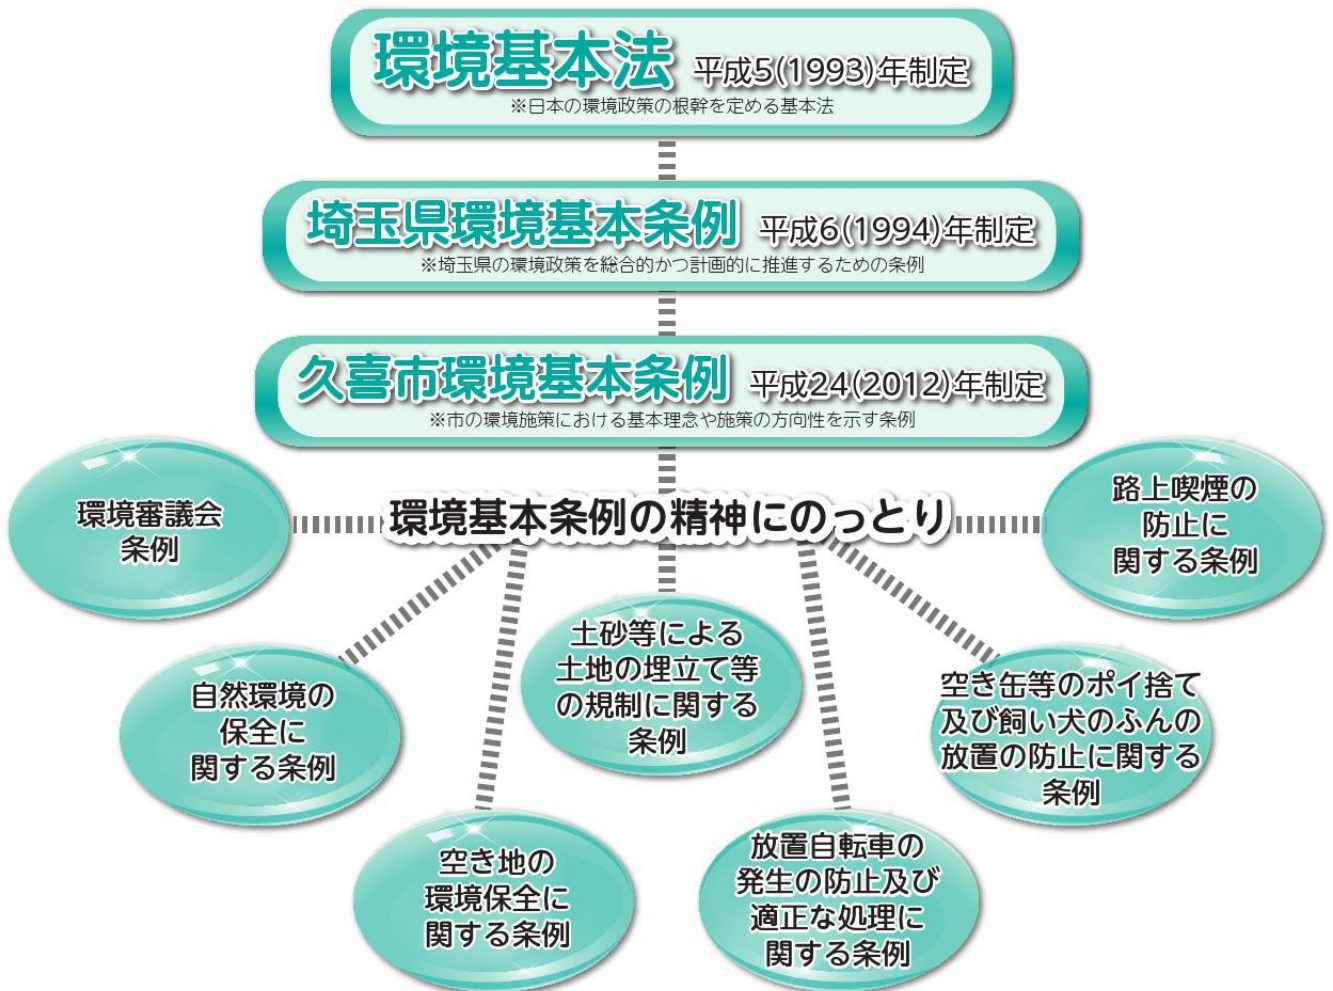 環境基本法 平成5(1993)年制定
※日本の環境政策の根幹を定める基本法
埼玉県環境基本条例 平成6(1994)年制定
※埼玉県の環境政策を総合的かつ計画的に推進するための条例
久喜市環境基本条例 平成24(2012)年制定
※市の環境施策における基本理念や施策の方向性を示す条例
環境基本条例の精神にのっとり
環境審議会
条例
自然環境の
保全に
関する条例
空き地の
環境保全に
関する条例
土砂等による
土地の埋立て等
の規制に関する
条例
放置自転車の
発生の防止及び
適正な処理に
関する条例
空き缶等のポイ捨て
及び飼い犬のふんの
放置の防止に関する
条例
路上喫煙の
防止に
関する条例